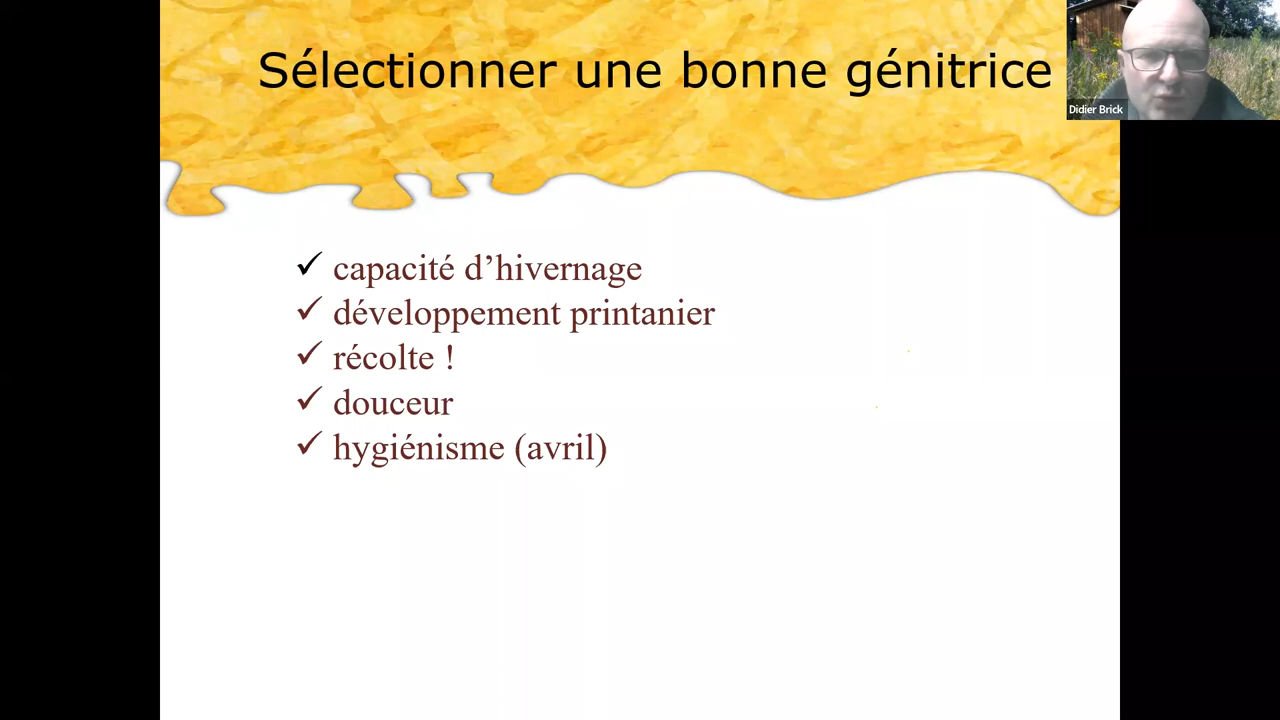 Sélectionner une bonne génitrice
Didier Brick
✓ capacité d’hivernage
✓ développement printanier
✓ récolte !
✓ douceur
✓ hygiénisme (avril)